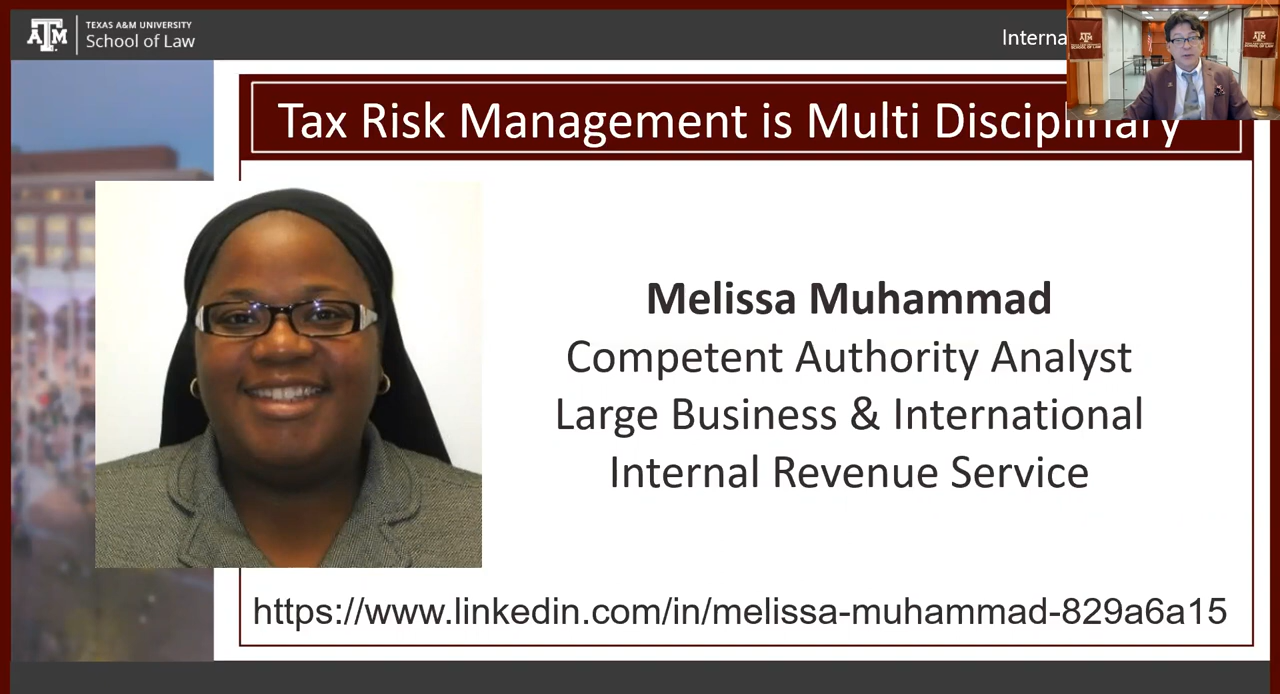 TEXAS A&M UNIVERSITY
School of Law
Tax Risk Management is Multi Disciplinary
Melissa Muhammad
Competent Authority Analyst
Large Business & International
Internal Revenue Service
https://www.linkedin.com/in/melissa-muhammad-829a6a15